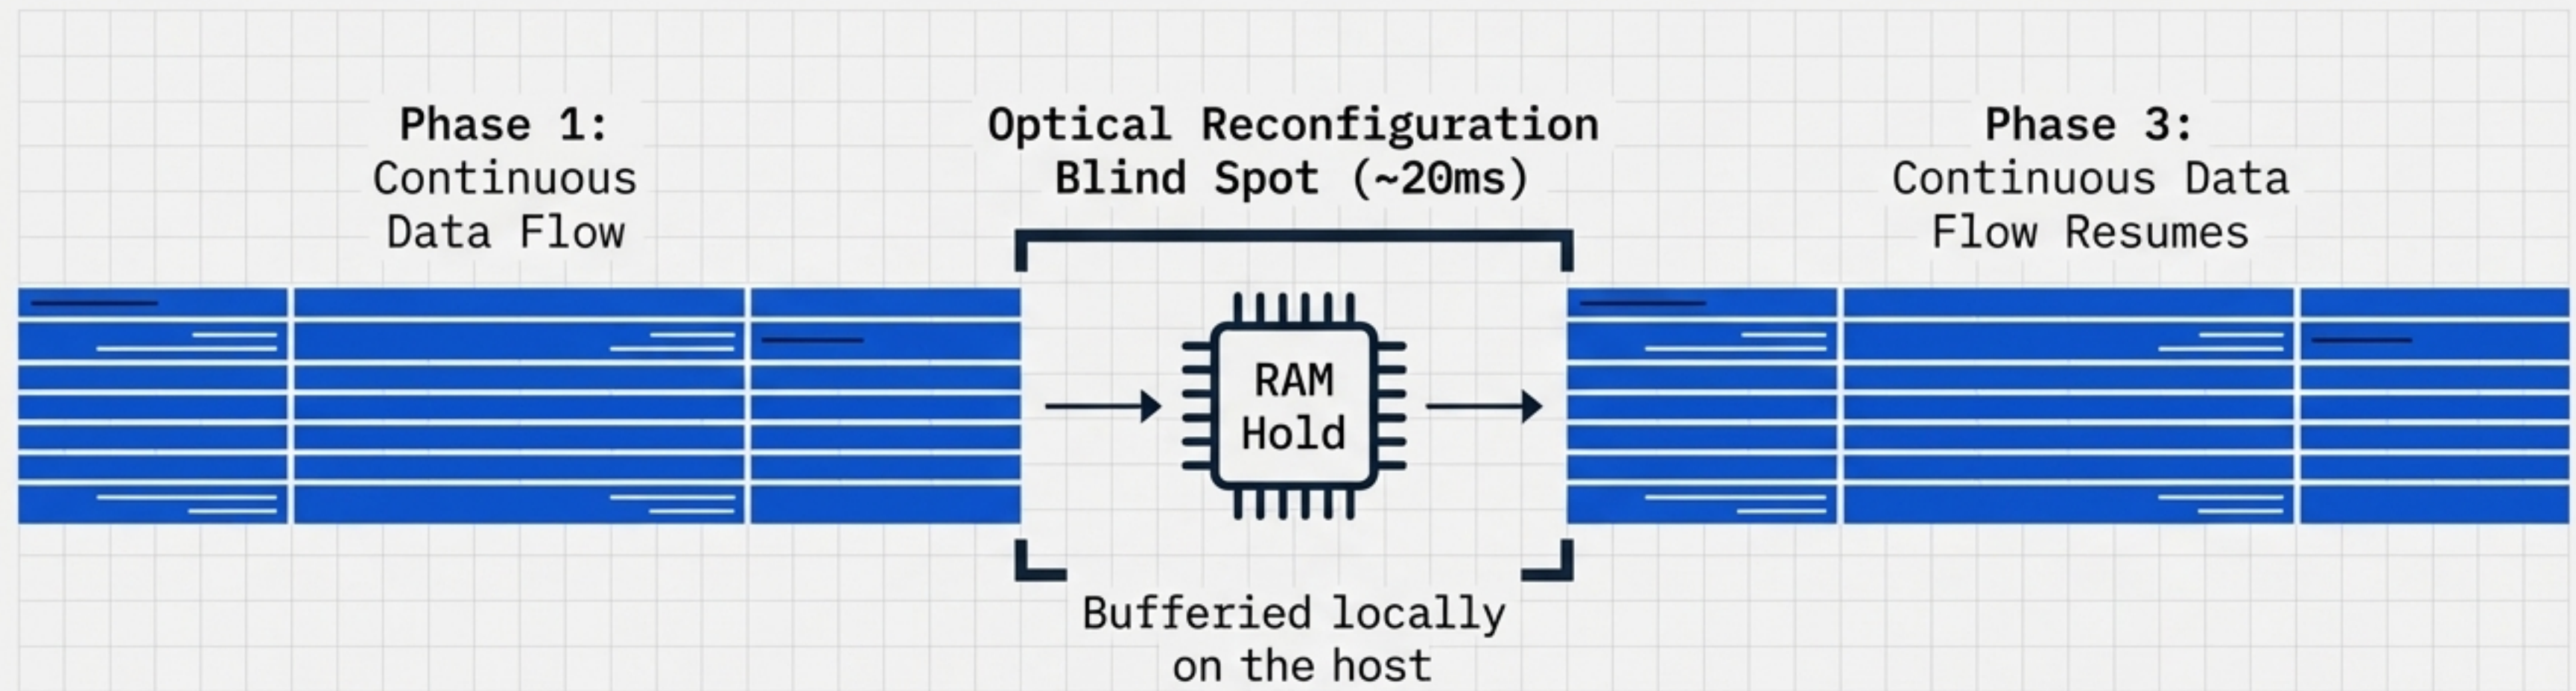 Phase 1:
Continuous
Data Flow
Optical Reconfiguration
Blind Spot (~20ms)
Phase 3:
Continuous Data
Flow Resumes
RAM
Hold
Bufferied locally
on the host